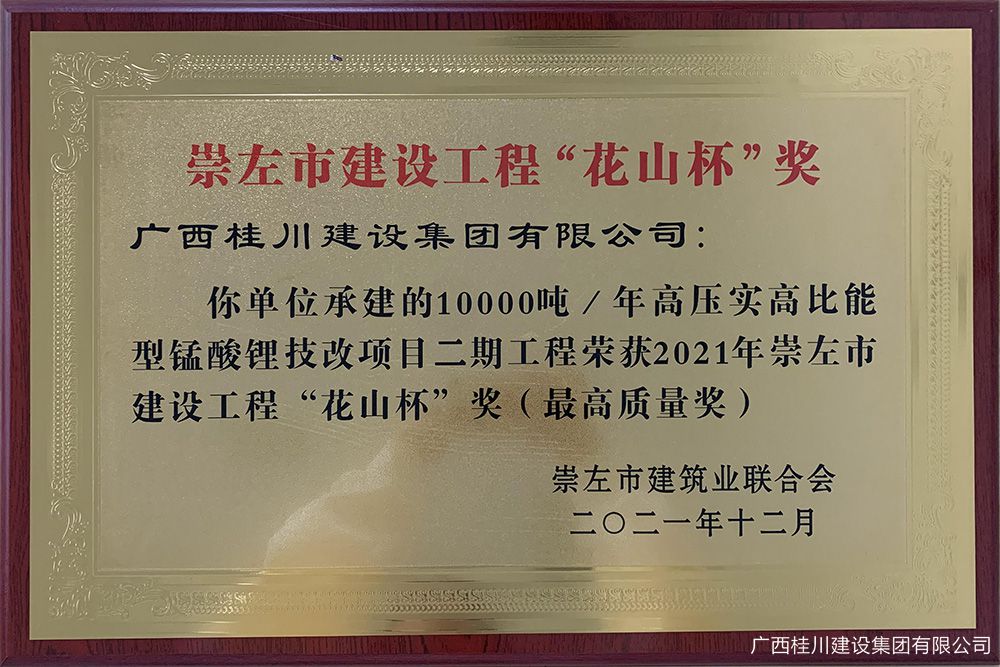 崇左市建设工程“花山杯”奖
广西桂川建设集团有限公司：
你单位承建的10000吨／年高压实高比能
型锰酸锂技改项目二期工程荣获2021年崇左市
建设工程“花山杯”奖（最高质量奖）
崇左市建筑业联合会
二〇二一年十二月
广西桂川建设集团有限公司